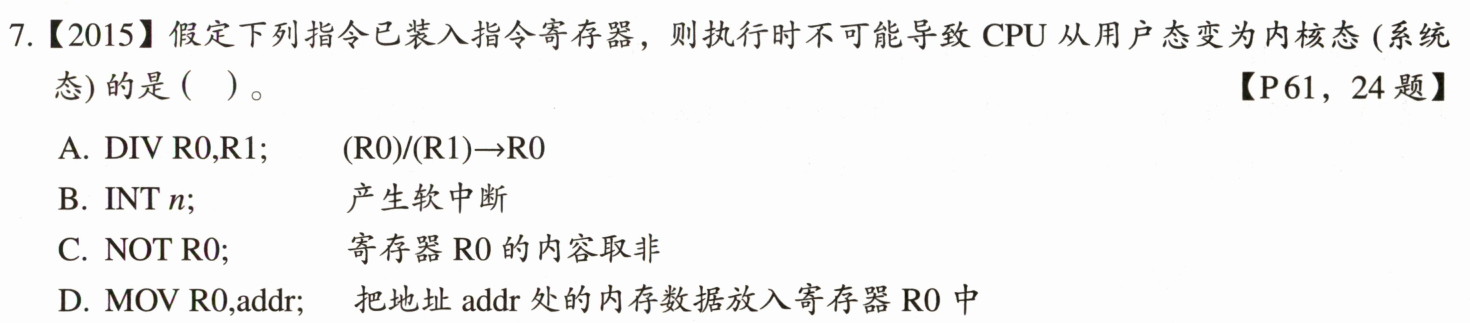 7.【2015】假定下列指令已装入指令寄存器，则执行时不可能导致 CPU 从用户态变为内核态 (系统
态) 的是 (　)。【P61，24 题】
A. DIV R0,R1; (R0)/(R1)→R0
B. INT n; 产生软中断
C. NOT R0; 寄存器 R0 的内容取非
D. MOV R0,addr; 把地址 addr 处的内存数据放入寄存器 R0 中